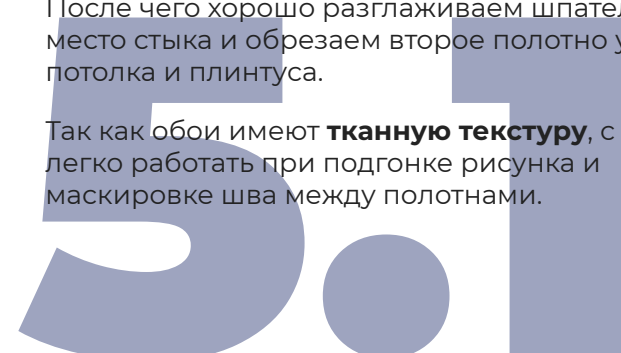 После чего хорошо разглаживаем
место стыка и обрезаем второе полотно у
потолка и плинтуса.
Так как обои имеют тканную текстуру, с
легко работать при подгонке рисунка и
маскировке шва между полотнами.
5.1